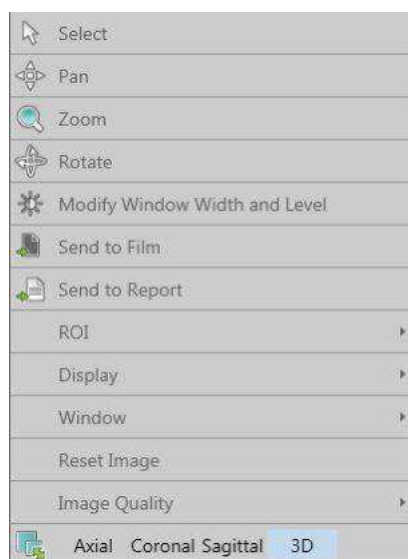 Select
Pan
Zoom
Rotate
Modify Window Width and Level
Send to Film
Send to Report
ROI
Display
Window
Reset Image
Image Quality
Axial Coronal Sagittal 3D